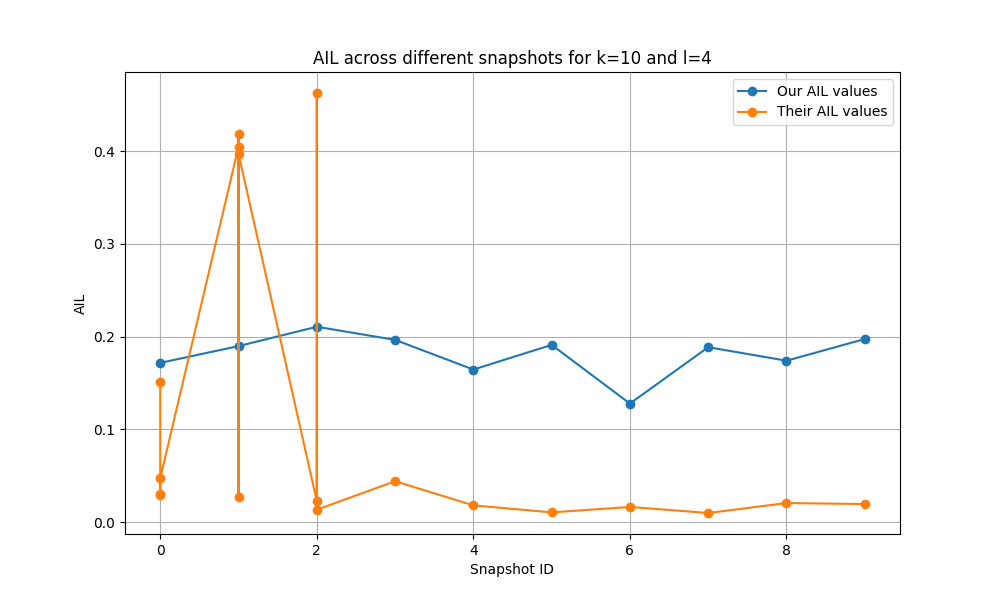 AIL across different snapshots for k=10 and l=4
Our AIL values
Their AIL values
AIL
0.4
0.3
0.2
0.1
0.0
0 2 4 6 8
Snapshot ID